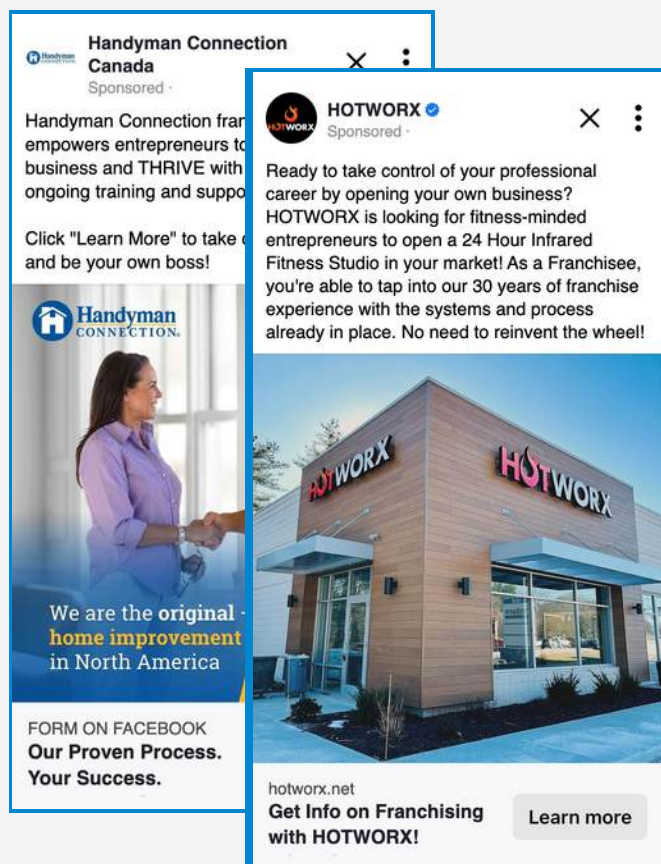 Handyman Connection
Canada
Sponsored ·
Handyman Connection
empowers entrepreneurs to
business and THRIVE with
ongoing training and
Click "Learn More" to take
and be your own boss!
Handyman
CONNECTION.
We are the original -
home improvement
in North America
FORM ON FACEBOOK
Our Proven Process.
Your Success.
HOTWORX
HOTWORX
Sponsored ·
Ready to take control of your professional
career by opening your own business?
HOTWORX is looking for fitness-minded
entrepreneurs to open a 24 Hour Infrared
Fitness Studio in your market! As a Franchisee,
you're able to tap into our 30 years of franchise
experience with the systems and process
already in place. No need to reinvent the wheel!
HOTWORX
HOTWORX
hotworx.net
Get Info on Franchising
with HOTWORX!
Learn more